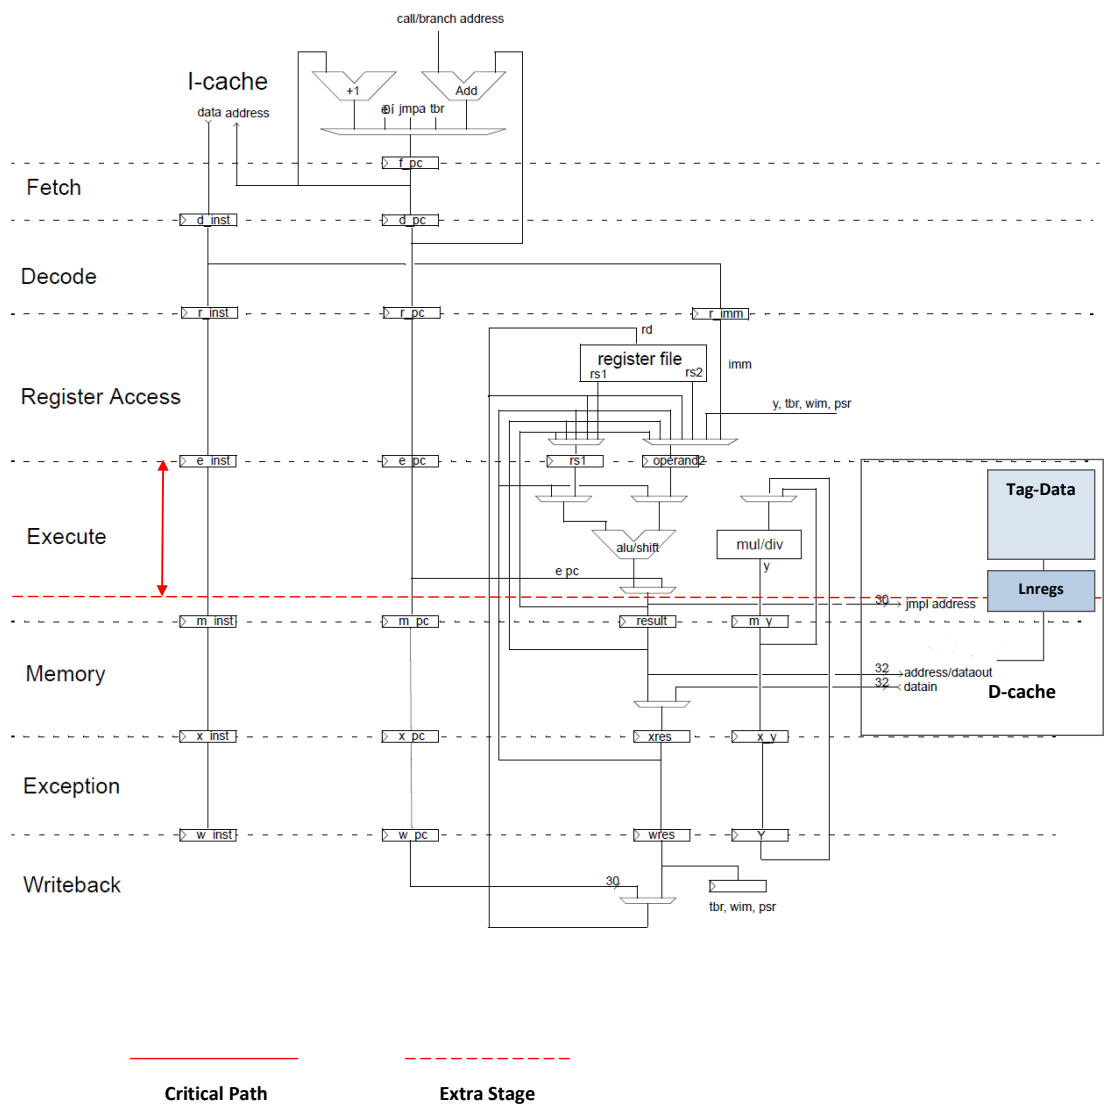 call/branch address
I-cache
+1
Add
data address
jmpa tbr
f_pc
Fetch
d_inst
d_pc
Decode
r_inst
r_pc
r_imm
rd
register file
rs1
rs2
imm
Register Access
y, tbr, wim, psr
e_inst
e_pc
rs1
operand2
Tag-Data
Execute
alu/shift
mul/div
y
e pc
Lnregs
30
jmpl address
m_inst
m_pc
result
m_y
Memory
32
address/dataout
32
datain
D-cache
x_inst
x_pc
xres
x_y
Exception
w_inst
w_pc
wres
Y
Writeback
30
tbr, wim, psr
Critical Path
Extra Stage